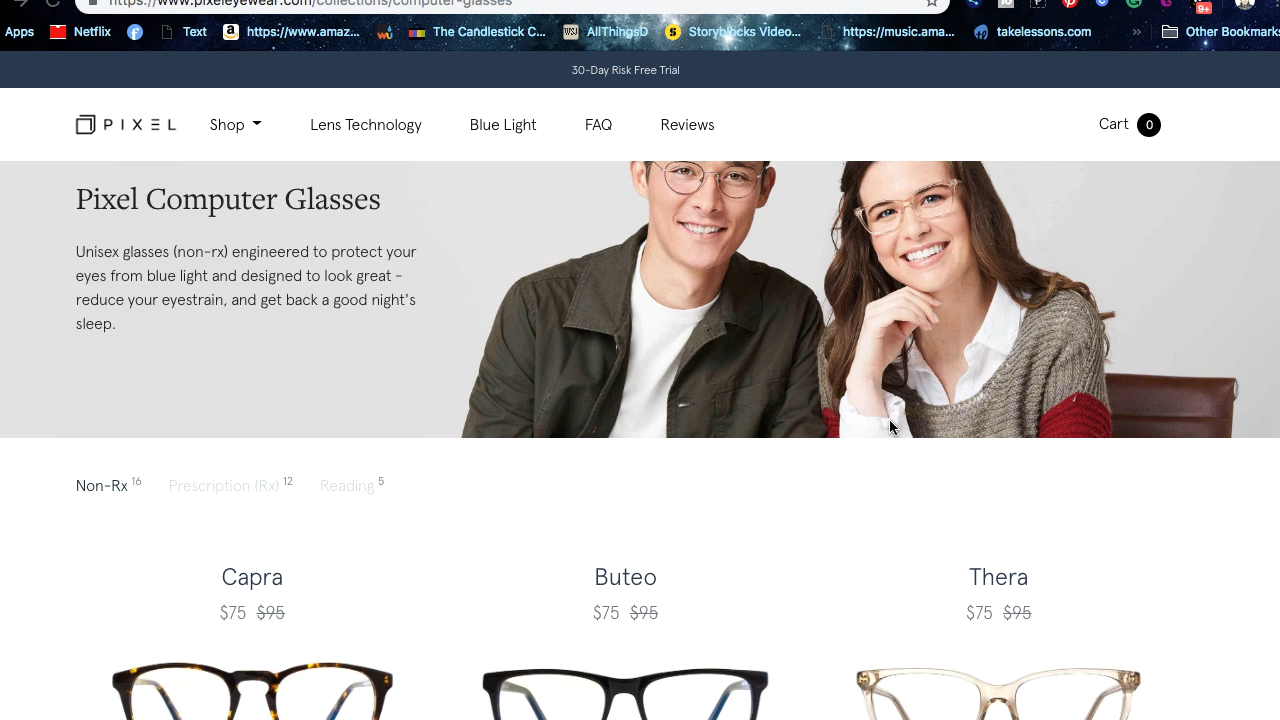 https://www.pixeleyewear.com/collections/computer-glasses
9+
Apps Netflix Text https://www.amaz... The Candlestick C... WSJ AllThingsD Storyblocks Video... https://music.ama... takelessons.com » Other Bookmarks
30-Day Risk Free Trial
PIXEL Shop Lens Technology Blue Light FAQ Reviews Cart 0
Pixel Computer Glasses
Unisex glasses (non-rx) engineered to protect your
eyes from blue light and designed to look great -
reduce your eyestrain, and get back a good night's
sleep.
Non-Rx 16 Prescription (Rx) 12 Reading 5
Capra Buteo Thera
$75 $95 $75 $95 $75 $95